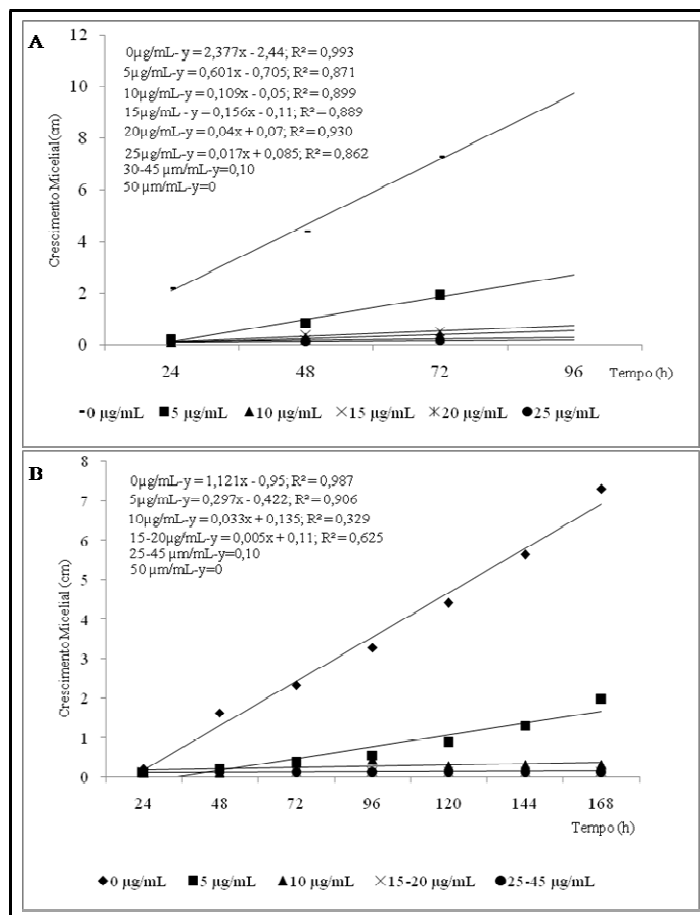 A
0µg/mL- y = 2,377x - 2,44; R² = 0,993
5µg/mL-y = 0,601x - 0,705; R² = 0,871
10µg/mL-y = 0,109x - 0,05; R² = 0,899
15µg/mL - y = 0,156x - 0,11; R² = 0,889
20µg/mL-y = 0,04x + 0,07; R² = 0,930
25µg/mL-y = 0,017x + 0,085; R² = 0,862
30-45 µm/mL-y=0,10
50 µm/mL-y=0
Crescimento Micelial (cm)
12
10
8
6
4
2
0
24 48 72 96 Tempo (h)
0 µg/mL 5 µg/mL 10 µg/mL 15 µg/mL 20 µg/mL 25 µg/mL
B
0µg/mL-y = 1,121x - 0,95; R² = 0,987
5µg/mL-y = 0,297x - 0,422; R² = 0,906
10µg/mL-y = 0,033x + 0,135; R² = 0,329
15-20µg/mL-y = 0,005x + 0,11; R² = 0,625
25-45 µm/mL-y=0,10
50 µm/mL-y=0
Crescimento Micelial (cm)
8
7
6
5
4
3
2
1
0
24 48 72 96 120 144 168
Tempo (h)
0 µg/mL 5 µg/mL 10 µg/mL 15-20 µg/mL 25-45 µg/mL